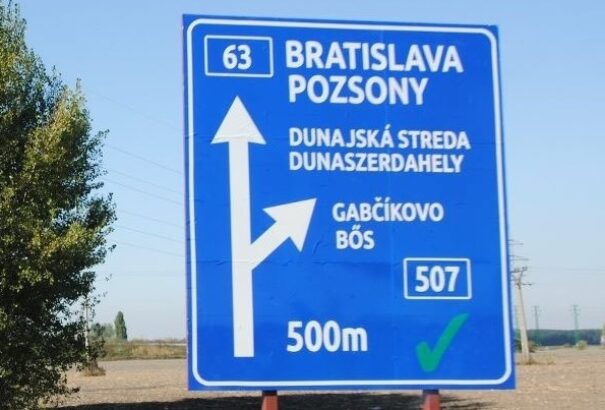 63
BRATISLAVA
POZSONY
DUNAJSKÁ STREDA
DUNASZERDAHELY
GABČÍKOVO
BŐS
507
500m